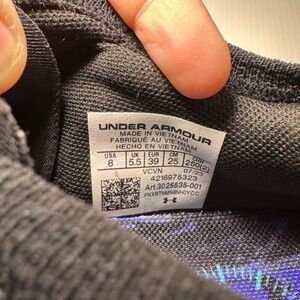 UNDER ARMOUR
MADE IN VIETNAM
FABRIQUÉ AU VIETNAM
HECHO EN VIETNAM
USA UK EUR CM
8 5.5 39 25
VCVN
4216975323
Art.3026535-001